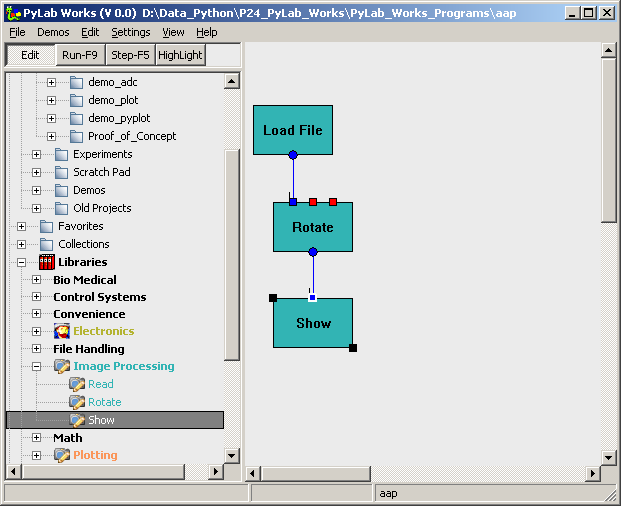 PyLab Works (V 0.0) D:\Data_Python\P24_PyLab_Works\PyLab_Works_Programs\aap
File Demos Edit Settings View Help
Edit Run-F9 Step-F5 HighLight
demo_adc
demo_plot
demo_pyplot
Proof_of_Concept
Experiments
Scratch Pad
Demos
Old Projects
Favorites
Collections
Libraries
Bio Medical
Control Systems
Convenience
Electronics
File Handling
Image Processing
Read
Rotate
Show
Math
Plotting
Load File
Rotate
Show
aap